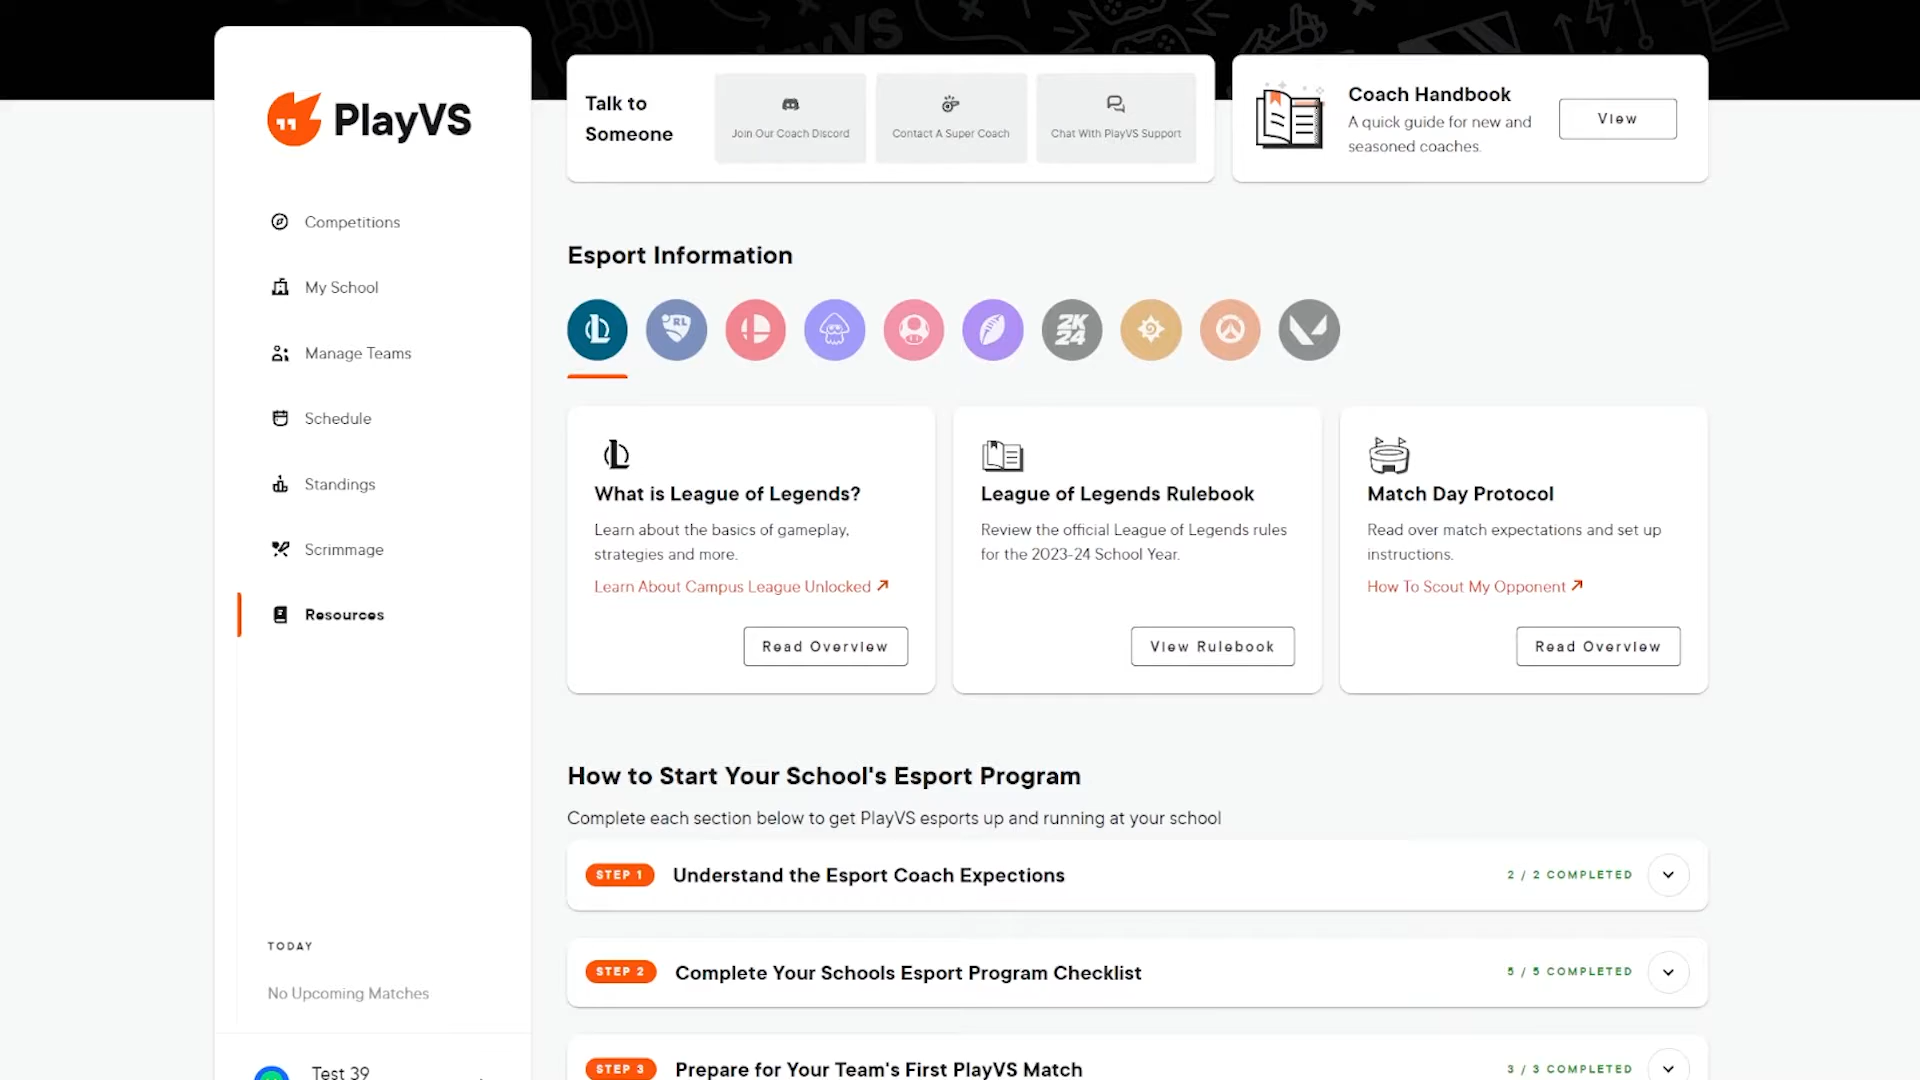 PlayVS
Competitions
My School
Manage Teams
Schedule
Standings
Scrimmage
Resources
TODAY
No Upcoming Matches
Test 39
Talk to
Someone
Join Our Coach Discord
Contact A Super Coach
Chat With PlayVS Support
Coach Handbook
A quick guide for new and
seasoned coaches.
View
Esport Information
RL
2K
24
What is League of Legends?
Learn about the basics of gameplay,
strategies and more.
Learn About Campus League Unlocked
Read Overview
League of Legends Rulebook
Review the official League of Legends rules
for the 2023-24 School Year.
View Rulebook
Match Day Protocol
Read over match expectations and set up
instructions.
How To Scout My Opponent
Read Overview
How to Start Your School's Esport Program
Complete each section below to get PlayVS esports up and running at your school
STEP 1 Understand the Esport Coach Expections 2 / 2 COMPLETED
STEP 2 Complete Your Schools Esport Program Checklist 5 / 5 COMPLETED
STEP 3 Prepare for Your Team's First PlayVS Match 3 / 3 COMPLETED